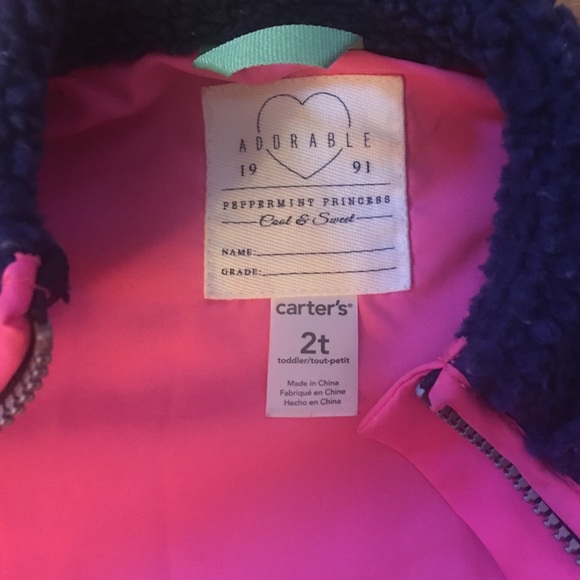 ADORABLE
19 91
PEPPERMINT PRINCESS
Cool & Sweet
NAME:
GRADE:
carter's®
2t
toddler/tout-petit
Made in China
Fabriqué en Chine
Hecho en China